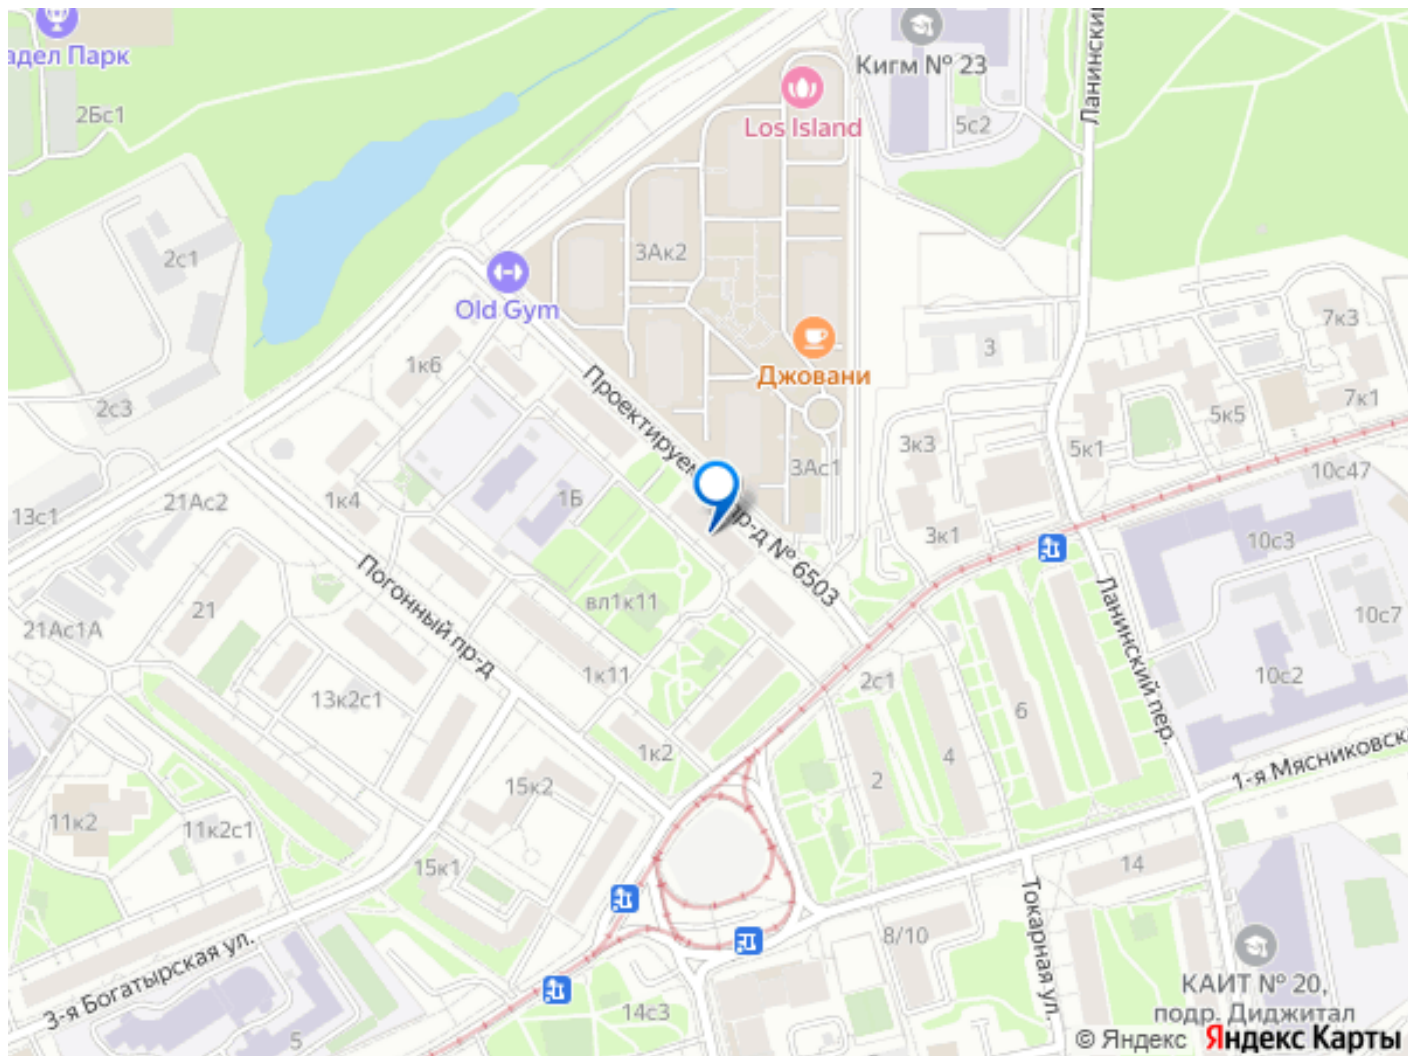 адел Парк
2Бс1
Кигм № 23
5с2
Los Island
Ланинский
2с1
3Ак2
Old Gym
Джовани
3
7к3
7к1
5к5
5к1
1к6
2с3
Проектируем
пр-д № 6503
3Ас1
3к3
3к1
10с47
10с3
13с1
21Ас2
1к4
1Б
21
21Ас1А
Погонный пр-д
вл1к11
1к11
13к2с1
1к2
2с1
6
4
2
Ланинский пер.
10с7
10с2
1-я Мясниковск
15к2
11к2
11к2с1
15к1
14
8/10
Токарная ул.
3-я Богатырская ул.
5
14с3
КАИТ № 20,
подр. Диджитал
© Яндекс Яндекс Карты